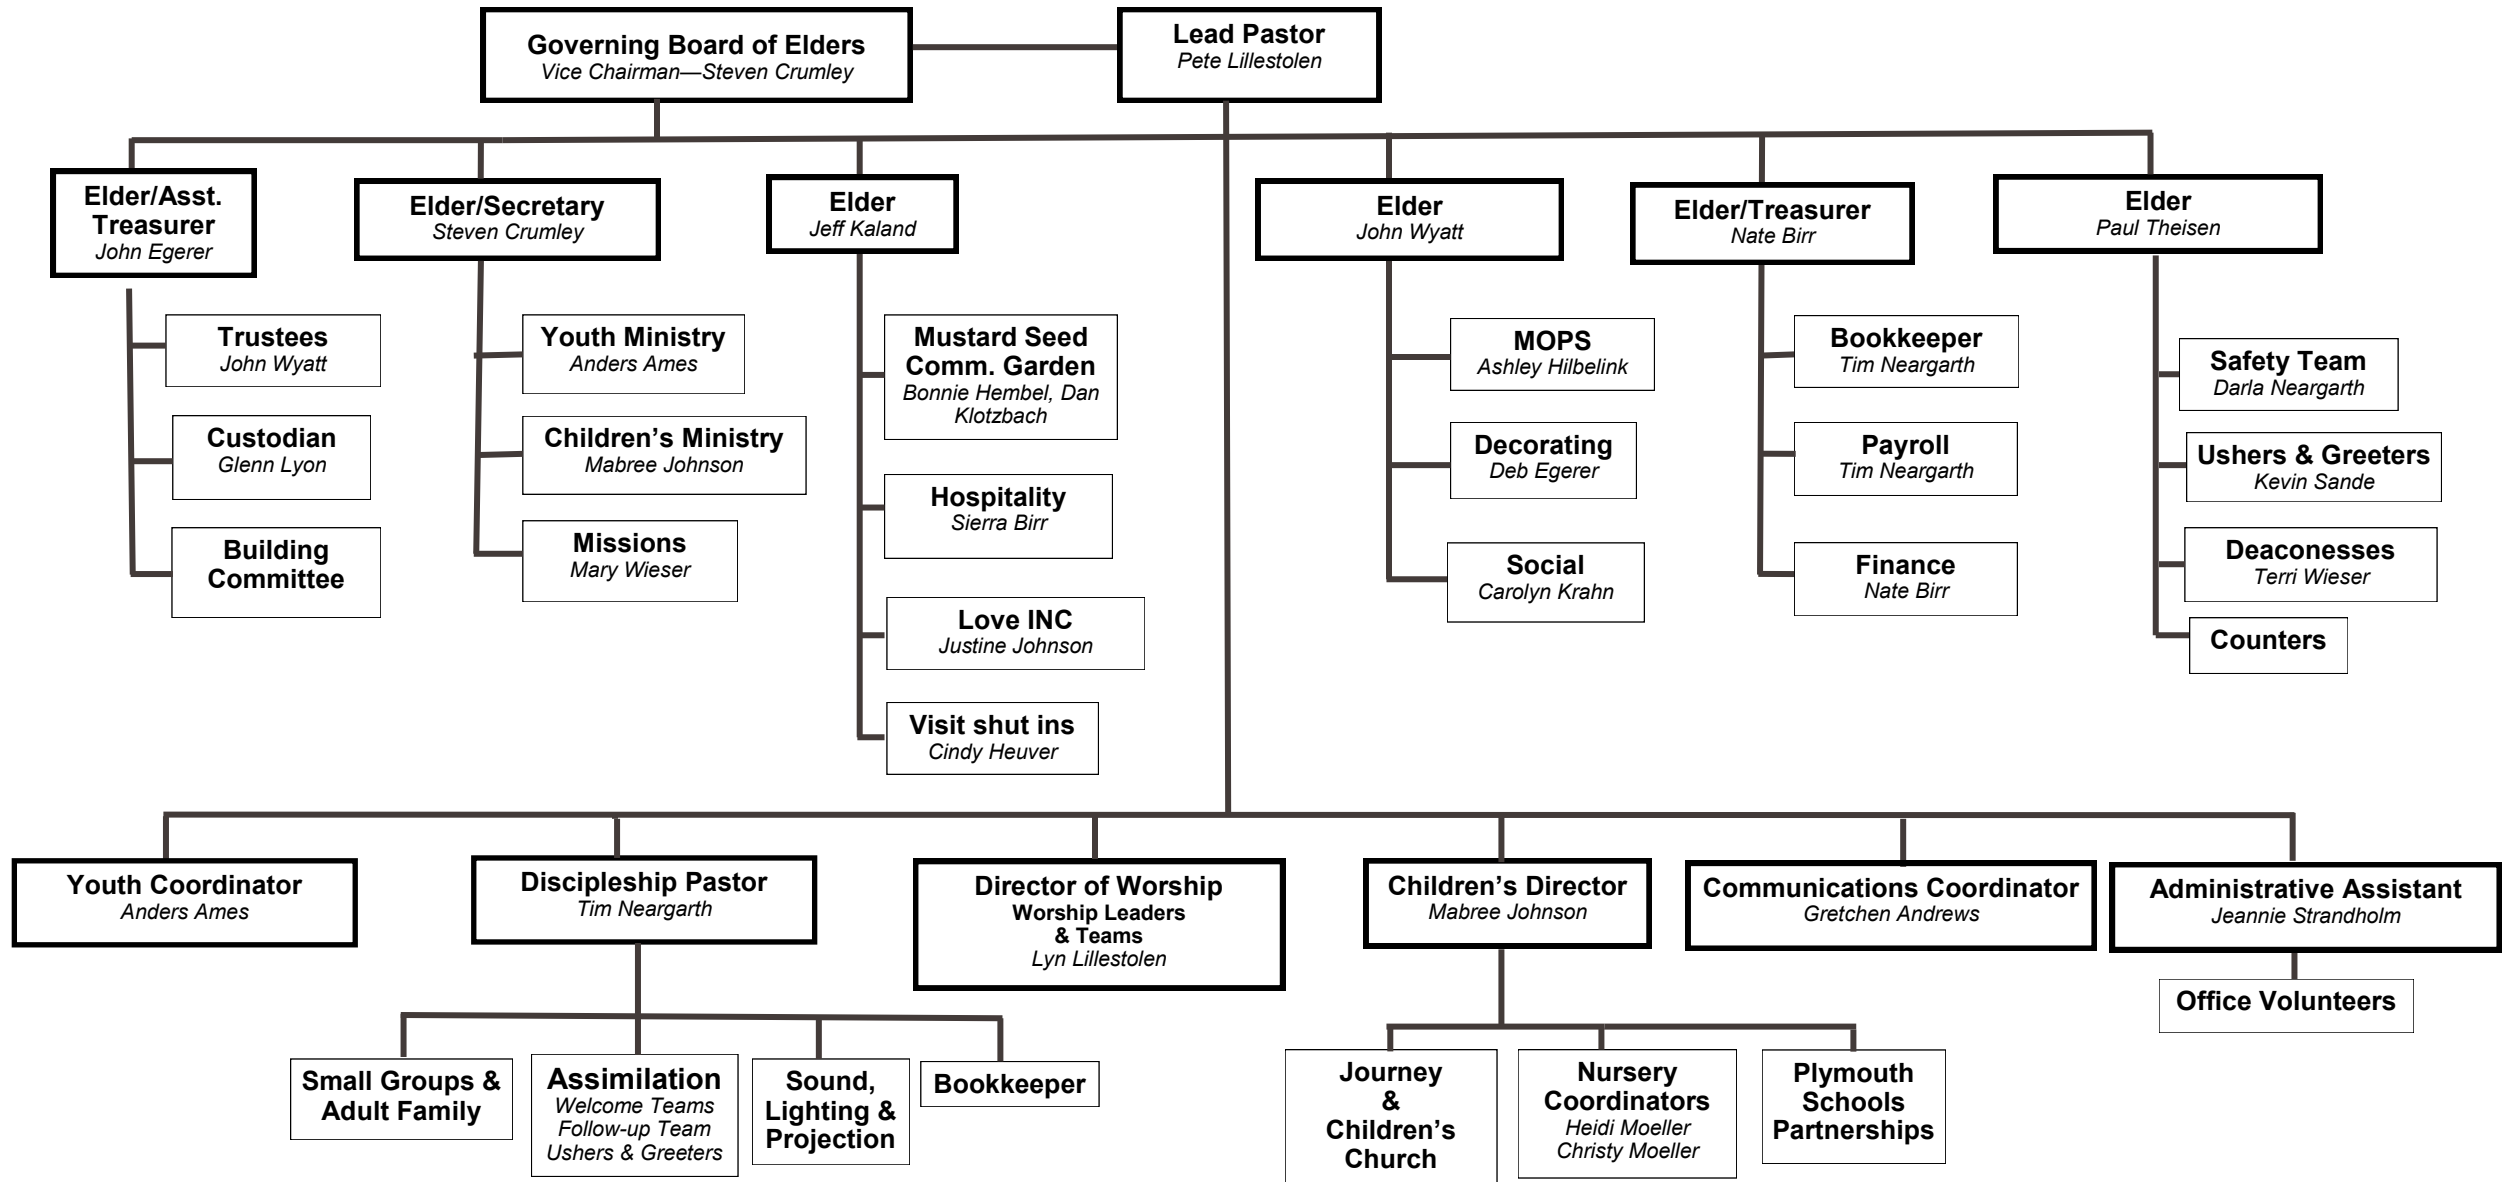 Governing Board of Elders
Vice Chairman—Steven Crumley
Lead Pastor
Pete Lillestolen
Elder/Asst.
Treasurer
John Egerer
Elder/Secretary
Steven Crumley
Elder
Jeff Kaland
Elder
John Wyatt
Elder/Treasurer
Nate Birr
Elder
Paul Theisen
Trustees
John Wyatt
Custodian
Glenn Lyon
Building
Committee
Youth Ministry
Anders Ames
Children’s Ministry
Mabree Johnson
Missions
Mary Wieser
Mustard Seed
Comm. Garden
Bonnie Hembel, Dan
Klotzbach
Hospitality
Sierra Birr
Love INC
Justine Johnson
Visit shut ins
Cindy Heuver
MOPS
Ashley Hilbelink
Decorating
Deb Egerer
Social
Carolyn Krahn
Bookkeeper
Tim Neargarth
Payroll
Tim Neargarth
Finance
Nate Birr
Safety Team
Darla Neargarth
Ushers & Greeters
Kevin Sande
Deaconesses
Terri Wieser
Counters
Youth Coordinator
Anders Ames
Discipleship Pastor
Tim Neargarth
Director of Worship
Worship Leaders
& Teams
Lyn Lillestolen
Children’s Director
Mabree Johnson
Communications Coordinator
Gretchen Andrews
Administrative Assistant
Jeannie Strandholm
Small Groups &
Adult Family
Assimilation
Welcome Teams
Follow-up Team
Ushers & Greeters
Sound,
Lighting &
Projection
Bookkeeper
Journey
&
Children’s
Church
Nursery
Coordinators
Heidi Moeller
Christy Moeller
Plymouth
Schools
Partnerships
Office Volunteers